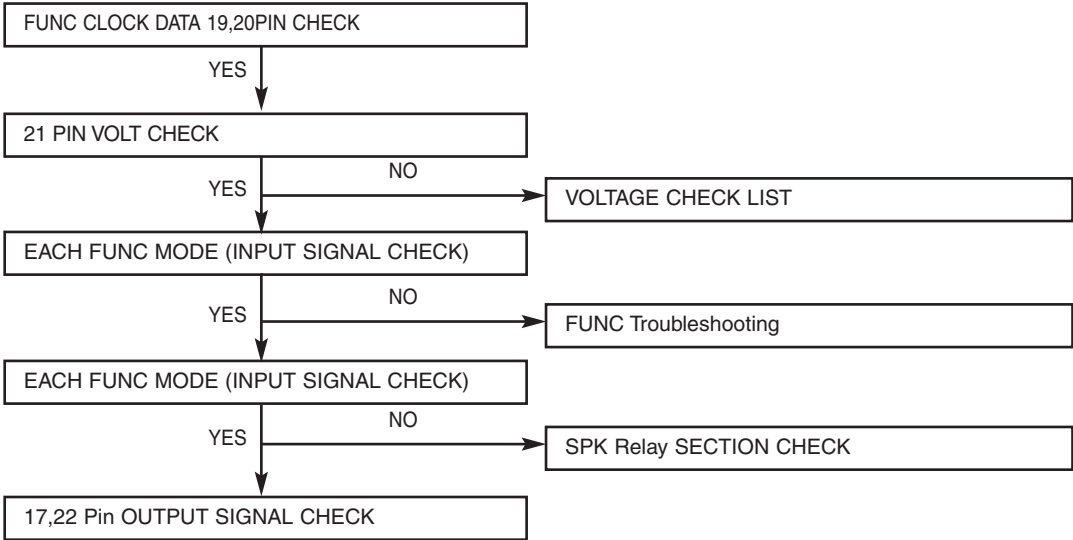 FUNC CLOCK DATA 19,20PIN CHECK
YES
21 PIN VOLT CHECK
NO
YES
VOLTAGE CHECK LIST
EACH FUNC MODE (INPUT SIGNAL CHECK)
NO
YES
FUNC Troubleshooting
EACH FUNC MODE (INPUT SIGNAL CHECK)
NO
YES
SPK Relay SECTION CHECK
17,22 Pin OUTPUT SIGNAL CHECK